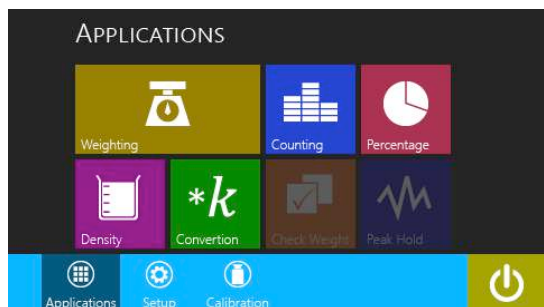 APPLICATIONS
Weighting
Counting
Percentage
*k
Density
Convertion
Check Weight
Peak Hold
Applications
Setup
Calibration